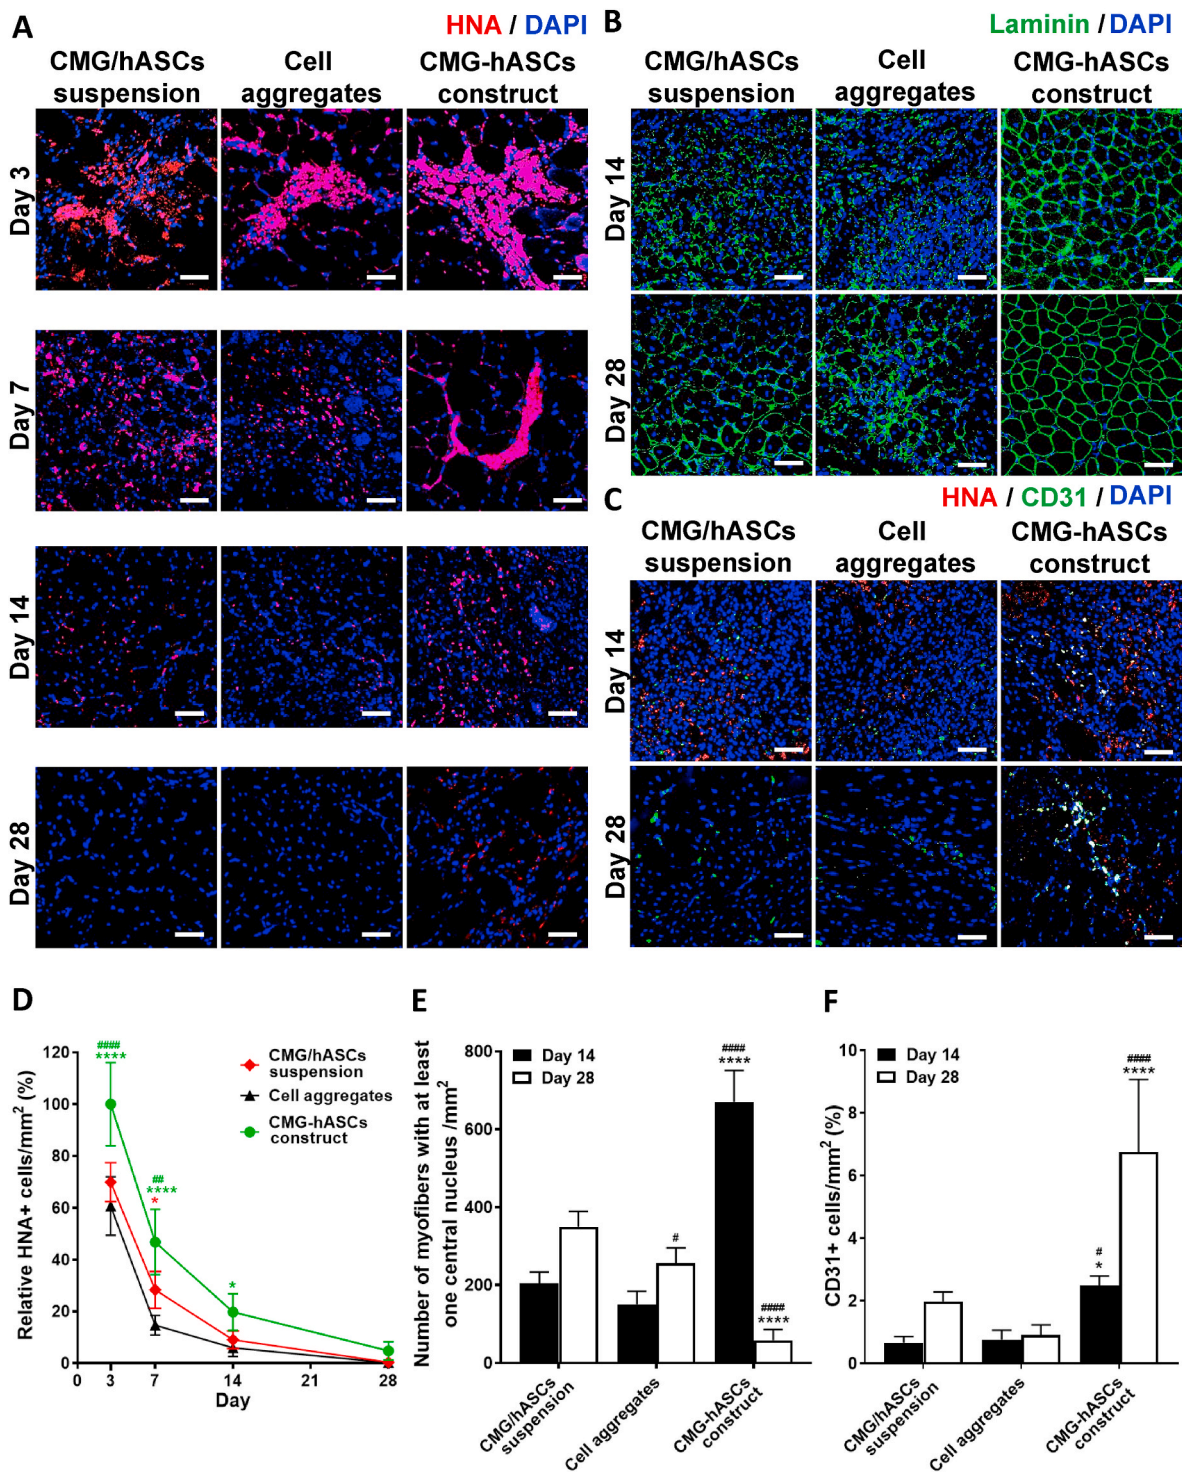 A
HNA / DAPI
CMG/hASCs
suspension
Cell
aggregates
CMG-hASCs
construct
Day 3
Day 7
Day 14
Day 28
B
Laminin / DAPI
CMG/hASCs
suspension
Cell
aggregates
CMG-hASCs
construct
Day 14
Day 28
C
HNA / CD31 / DAPI
CMG/hASCs
suspension
Cell
aggregates
CMG-hASCs
construct
Day 14
Day 28
D
Relative HNA+ cells/mm² (%)
120
100
80
60
40
20
0
0 3 7 14 21 28
Day
####
****
##
****
*
*
CMG/hASCs
suspension
Cell aggregates
CMG-hASCs
construct
E
Number of myofibers with at least
one central nucleus /mm²
800
600
400
200
0
Day 14
Day 28
#
####
****
####
****
CMG/hASCs
suspension
Cell aggregates
CMG-hASCs
construct
F
CD31+ cells/mm² (%)
10
8
6
4
2
0
Day 14
Day 28
#
*
####
****
CMG/hASCs
suspension
Cell aggregates
CMG-hASCs
construct